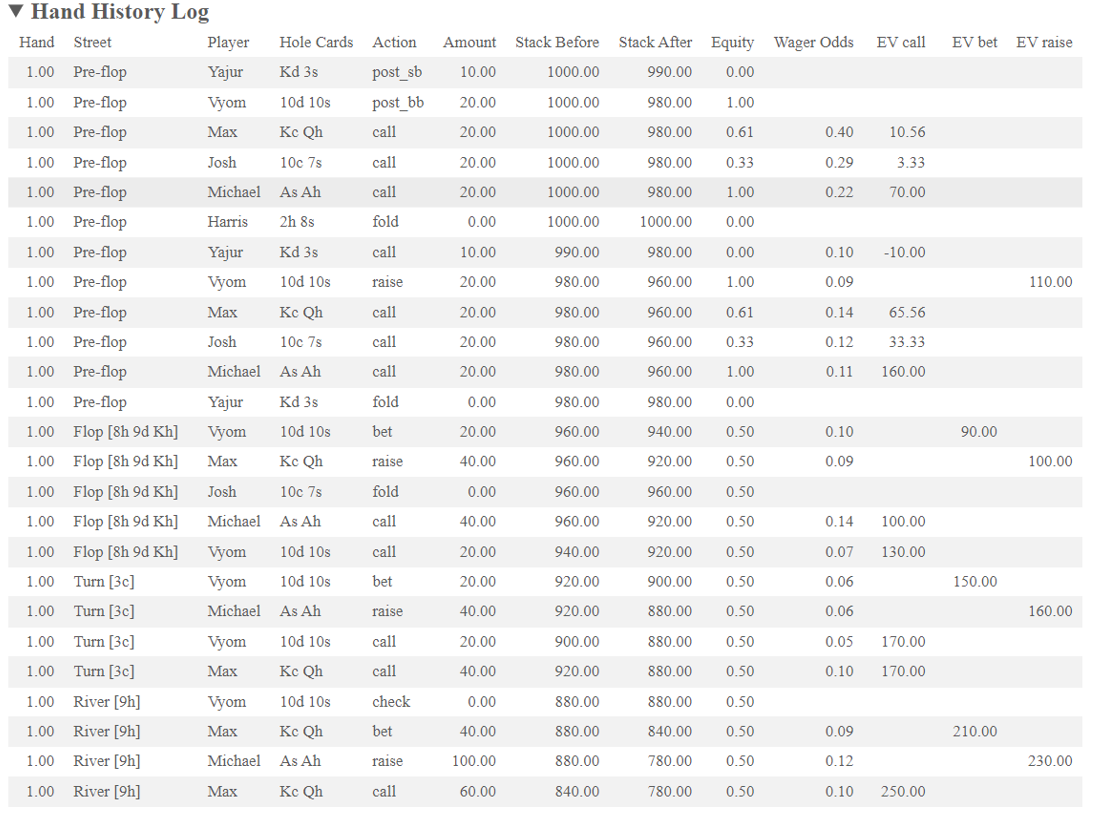 ▼ Hand History Log
Hand Street Player Hole Cards Action Amount Stack Before Stack After Equity Wager Odds EV call EV bet EV raise
1.00 Pre-flop Yajur Kd 3s post_sb 10.00 1000.00 990.00 0.00
1.00 Pre-flop Vyom 10d 10s post_bb 20.00 1000.00 980.00 1.00
1.00 Pre-flop Max Kc Qh call 20.00 1000.00 980.00 0.61 0.40 10.56
1.00 Pre-flop Josh 10c 7s call 20.00 1000.00 980.00 0.33 0.29 3.33
1.00 Pre-flop Michael As Ah call 20.00 1000.00 980.00 1.00 0.22 70.00
1.00 Pre-flop Harris 2h 8s fold 0.00 1000.00 1000.00 0.00
1.00 Pre-flop Yajur Kd 3s call 10.00 990.00 980.00 0.00 0.10 -10.00
1.00 Pre-flop Vyom 10d 10s raise 20.00 980.00 960.00 1.00 0.09 110.00
1.00 Pre-flop Max Kc Qh call 20.00 980.00 960.00 0.61 0.14 65.56
1.00 Pre-flop Josh 10c 7s call 20.00 980.00 960.00 0.33 0.12 33.33
1.00 Pre-flop Michael As Ah call 20.00 980.00 960.00 1.00 0.11 160.00
1.00 Pre-flop Yajur Kd 3s fold 0.00 980.00 980.00 0.00
1.00 Flop [8h 9d Kh] Vyom 10d 10s bet 20.00 960.00 940.00 0.50 0.10 90.00
1.00 Flop [8h 9d Kh] Max Kc Qh raise 40.00 960.00 920.00 0.50 0.09 100.00
1.00 Flop [8h 9d Kh] Josh 10c 7s fold 0.00 960.00 960.00 0.50
1.00 Flop [8h 9d Kh] Michael As Ah call 40.00 960.00 920.00 0.50 0.14 100.00
1.00 Flop [8h 9d Kh] Vyom 10d 10s call 20.00 940.00 920.00 0.50 0.07 130.00
1.00 Turn [3c] Vyom 10d 10s bet 20.00 920.00 900.00 0.50 0.06 150.00
1.00 Turn [3c] Michael As Ah raise 40.00 920.00 880.00 0.50 0.06 160.00
1.00 Turn [3c] Vyom 10d 10s call 20.00 900.00 880.00 0.50 0.05 170.00
1.00 Turn [3c] Max Kc Qh call 40.00 920.00 880.00 0.50 0.10 170.00
1.00 River [9h] Vyom 10d 10s check 0.00 880.00 880.00 0.50
1.00 River [9h] Max Kc Qh bet 40.00 880.00 840.00 0.50 0.09 210.00
1.00 River [9h] Michael As Ah raise 100.00 880.00 780.00 0.50 0.12 230.00
1.00 River [9h] Max Kc Qh call 60.00 840.00 780.00 0.50 0.10 250.00